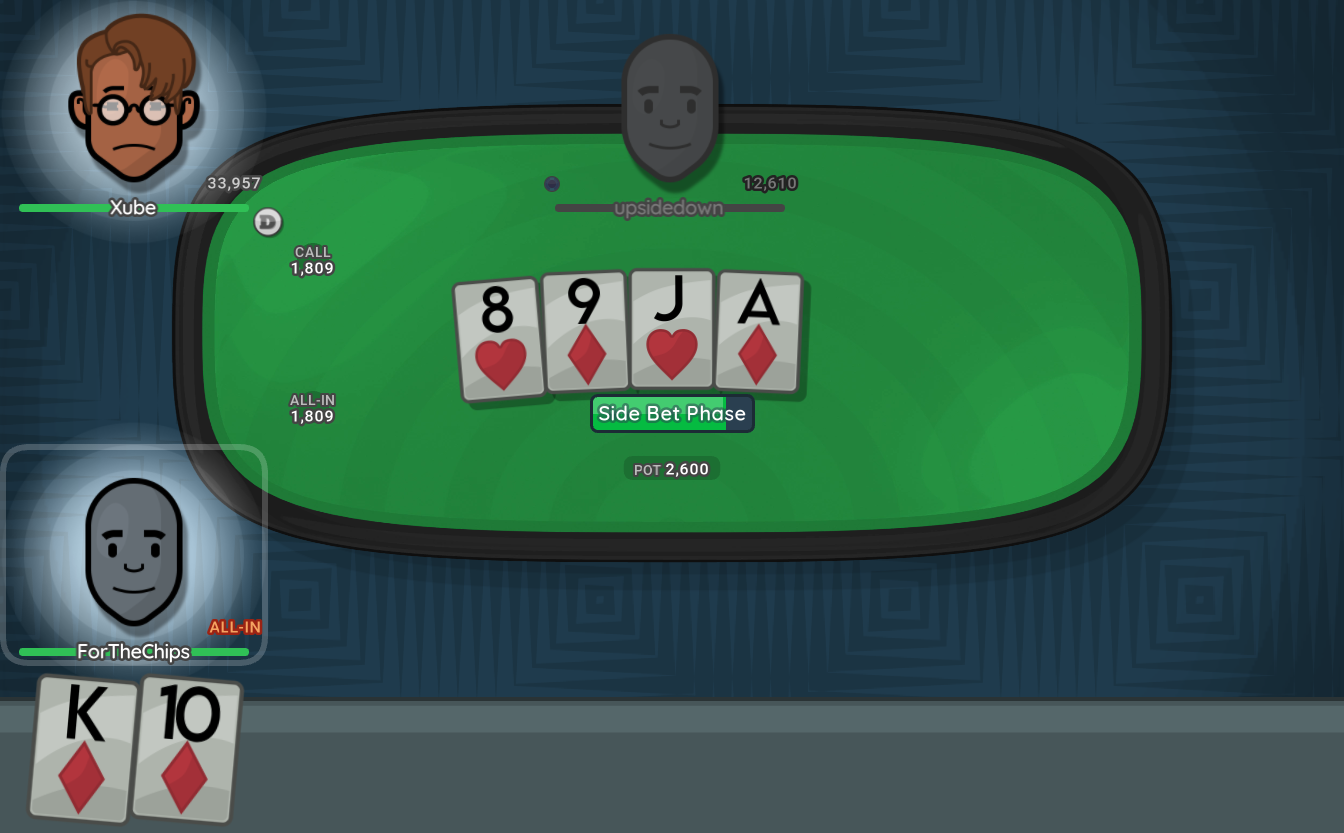 33,957
Xube
D
CALL
1,809
12,610
upsidedown
8 9 J A
Side Bet Phase
ALL-IN
1,809
POT 2,600
ALL-IN
ForTheChips
K 10